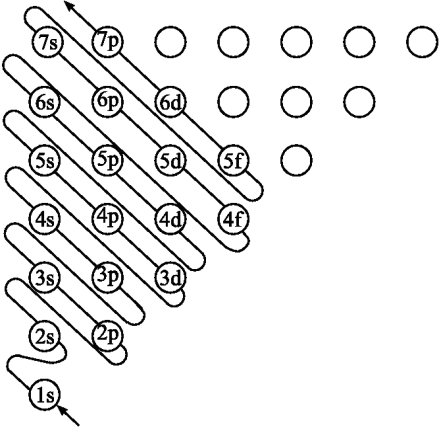 7s 7p
6s 6p 6d
5s 5p 5d 5f
4s 4p 4d 4f
3s 3p 3d
2s 2p
1s